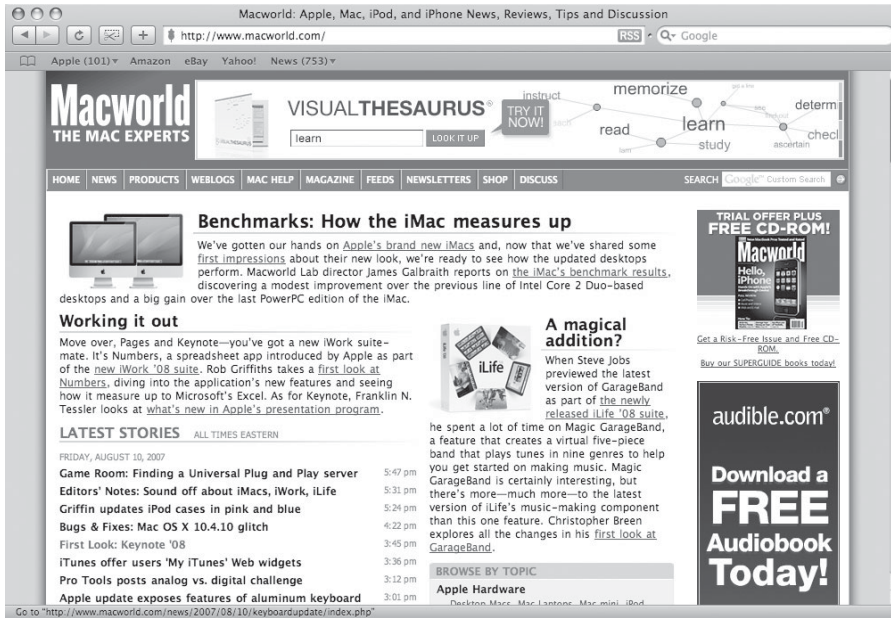 Macworld: Apple, Mac, iPod, and iPhone News, Reviews, Tips and Discussion
http://www.macworld.com/
RSS
Google
Apple (101)▾ Amazon eBay Yahoo! News (753)▾
Macworld
THE MAC EXPERTS
VISUALTHESAURUS®
learn
LOOK IT UP
TRY IT
NOW!
instruct
memorize
determ
read
learn
study
ascertain
checl
HOME NEWS PRODUCTS WEBLOGS MAC HELP MAGAZINE FEEDS NEWSLETTERS SHOP DISCUSS
SEARCH Google™ Custom Search
Benchmarks: How the iMac measures up
We've gotten our hands on Apple's brand new iMacs and, now that we've shared some
first impressions about their new look, we're ready to see how the updated desktops
perform. Macworld Lab director James Galbraith reports on the iMac's benchmark results,
discovering a modest improvement over the previous line of Intel Core 2 Duo-based
desktops and a big gain over the last PowerPC edition of the iMac.
Working it out
Move over, Pages and Keynote—you've got a new iWork suite-
mate. It's Numbers, a spreadsheet app introduced by Apple as part
of the new iWork '08 suite. Rob Griffiths takes a first look at
Numbers, diving into the application's new features and seeing
how it measure up to Microsoft's Excel. As for Keynote, Franklin N.
Tessler looks at what's new in Apple's presentation program.
LATEST STORIES ALL TIMES EASTERN
FRIDAY, AUGUST 10, 2007
Game Room: Finding a Universal Plug and Play server 5:47 pm
Editors' Notes: Sound off about iMacs, iWork, iLife 5:31 pm
Griffin updates iPod cases in pink and blue 5:24 pm
Bugs & Fixes: Mac OS X 10.4.10 glitch 4:22 pm
First Look: Keynote '08 3:45 pm
iTunes offer users 'My iTunes' Web widgets 3:36 pm
Pro Tools posts analog vs. digital challenge 3:12 pm
Apple update exposes features of aluminum keyboard 3:01 pm
iLife
A magical
addition?
When Steve Jobs
previewed the latest
version of GarageBand
as part of the newly
released iLife '08 suite,
he spent a lot of time on Magic GarageBand,
a feature that creates a virtual five-piece
band that plays tunes in nine genres to help
you get started on making music. Magic
GarageBand is certainly interesting, but
there's more—much more—to the latest
version of iLife's music-making component
than this one feature. Christopher Breen
explores all the changes in his first look at
GarageBand.
BROWSE BY TOPIC
Apple Hardware
Desktop Macs, Mac Laptops, Mac mini, iPod,
TRIAL OFFER PLUS
FREE CD-ROM!
Macworld
Hello,
iPhone
Get a Risk-Free Issue and Free CD-
ROM.
Buy our SUPERGUIDE books today!
audible.com®
Download a
FREE
Audiobook
Today!
Go to "http://www.macworld.com/news/2007/08/10/keyboardupdate/index.php"